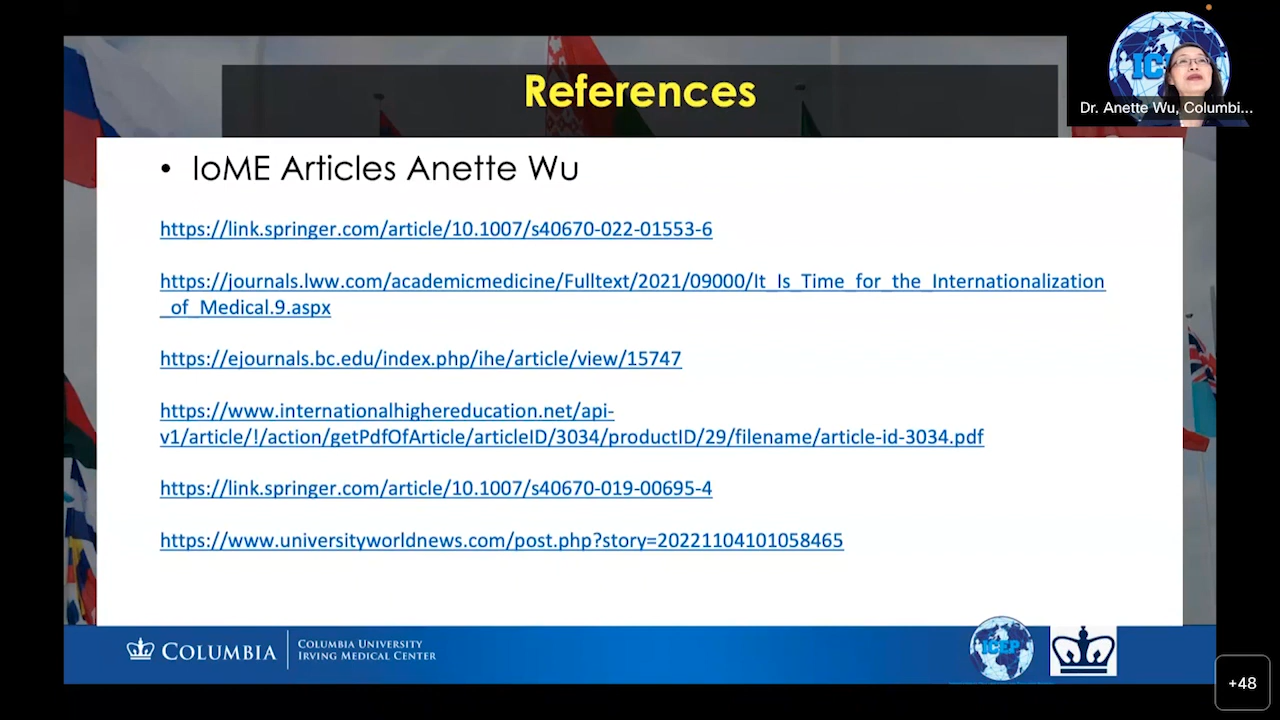 References
Dr. Anette Wu, Columbi...
• IoME Articles Anette Wu
https://link.springer.com/article/10.1007/s40670-022-01553-6
https://journals.lww.com/academicmedicine/Fulltext/2021/09000/It_Is_Time_for_the_Internationalization
_of_Medical.9.aspx
https://ejournals.bc.edu/index.php/ihe/article/view/15747
https://www.internationalhighereducation.net/api-
v1/article/!/action/getPdfOfArticle/articleID/3034/productID/29/filename/article-id-3034.pdf
https://link.springer.com/article/10.1007/s40670-019-00695-4
https://www.universityworldnews.com/post.php?story=20221104101058465
COLUMBIA
COLUMBIA UNIVERSITY
IRVING MEDICAL CENTER
ICEP
+48